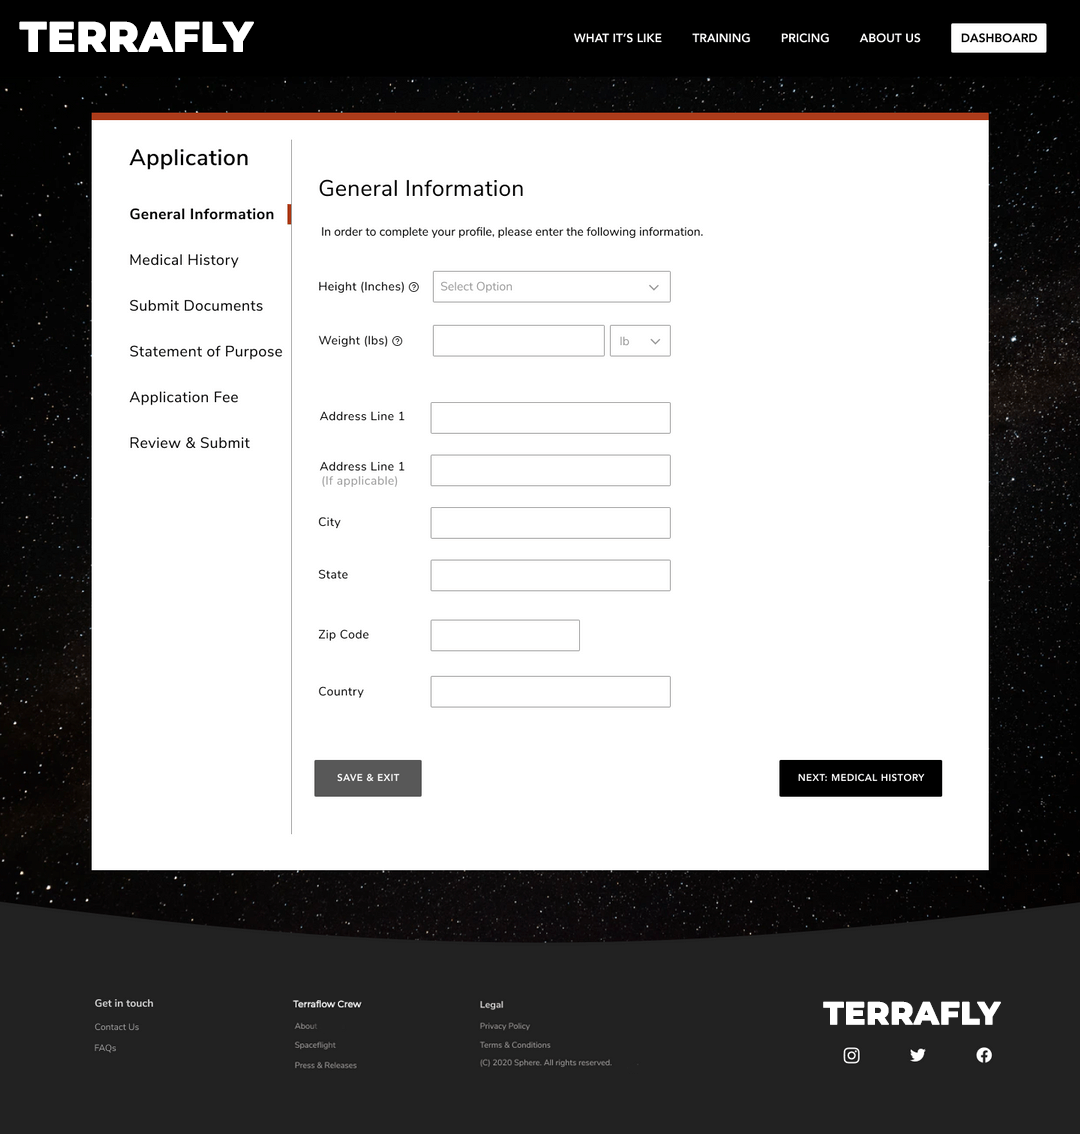 TERRAFLY
WHAT IT'S LIKE
TRAINING
PRICING
ABOUT US
DASHBOARD
Application
General Information
Medical History
Submit Documents
Statement of Purpose
Application Fee
Review & Submit
General Information
In order to complete your profile, please enter the following information.
Height (Inches) ?
Select Option
Weight (lbs) ?
lb
Address Line 1
Address Line 1
(If applicable)
City
State
Zip Code
Country
SAVE & EXIT
NEXT: MEDICAL HISTORY
Get in touch
Contact Us
FAQs
Terraflow Crew
About
Spaceflight
Press & Releases
Legal
Privacy Policy
Terms & Conditions
(C) 2020 Sphere. All rights reserved.
TERRAFLY